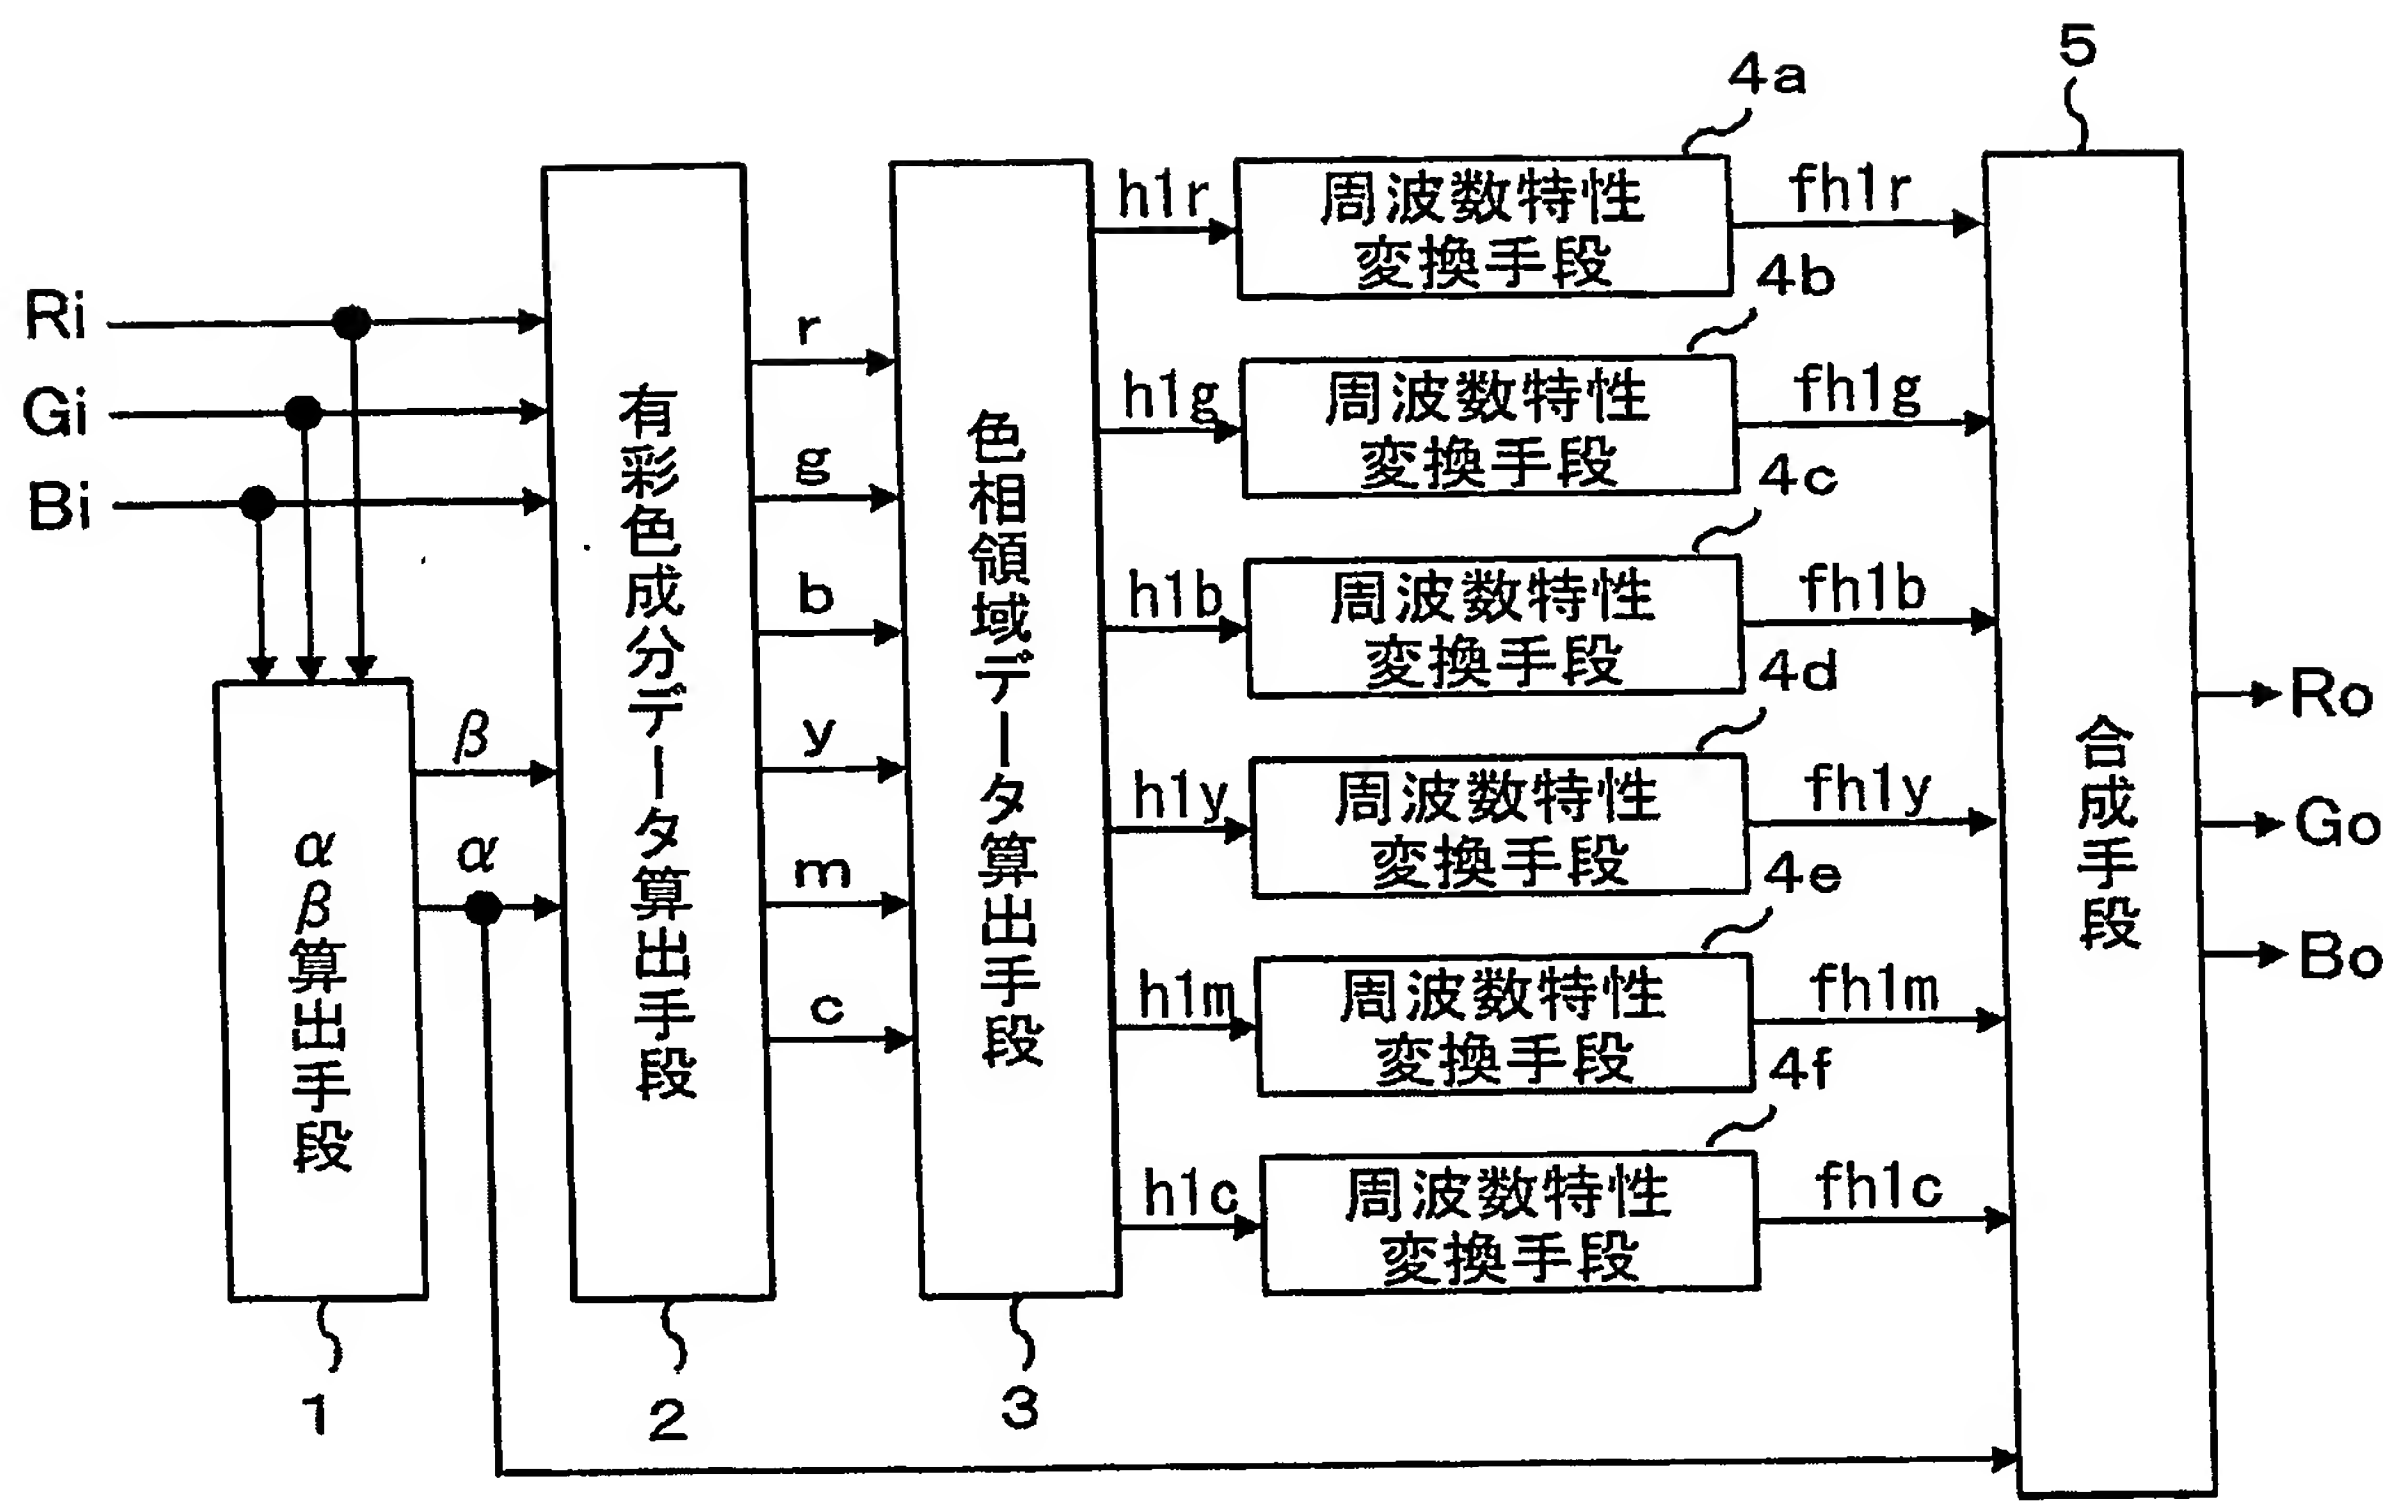 Ri
Gi
Bi
αβ算出手段
1
β
α
有彩色成分データ算出手段
2
r
g
b
y
m
c
色相領域データ算出手段
3
h1r
h1g
h1b
h1y
h1m
h1c
4a
周波数特性
変換手段
4b
周波数特性
変換手段
4c
周波数特性
変換手段
4d
周波数特性
変換手段
4e
周波数特性
変換手段
4f
周波数特性
変換手段
fh1r
fh1g
fh1b
fh1y
fh1m
fh1c
5
合成手段
Ro
Go
Bo